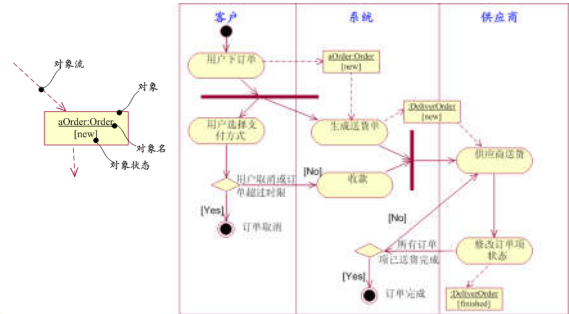 对象流
对象
aOrder:Order
[new]
对象名
对象状态
客户
系统
供应商
用户下订单
aOrder:Order
[new]
用户选择支
付方式
生成送货单
:DeliverOrder
[new]
供应商送货
用户取消或订
单超过时限
[No]
收款
[Yes]
订单取消
[No]
所有订单
项已送货完成
修改订单项
状态
[Yes]
订单完成
:DeliverOrder
[finished]